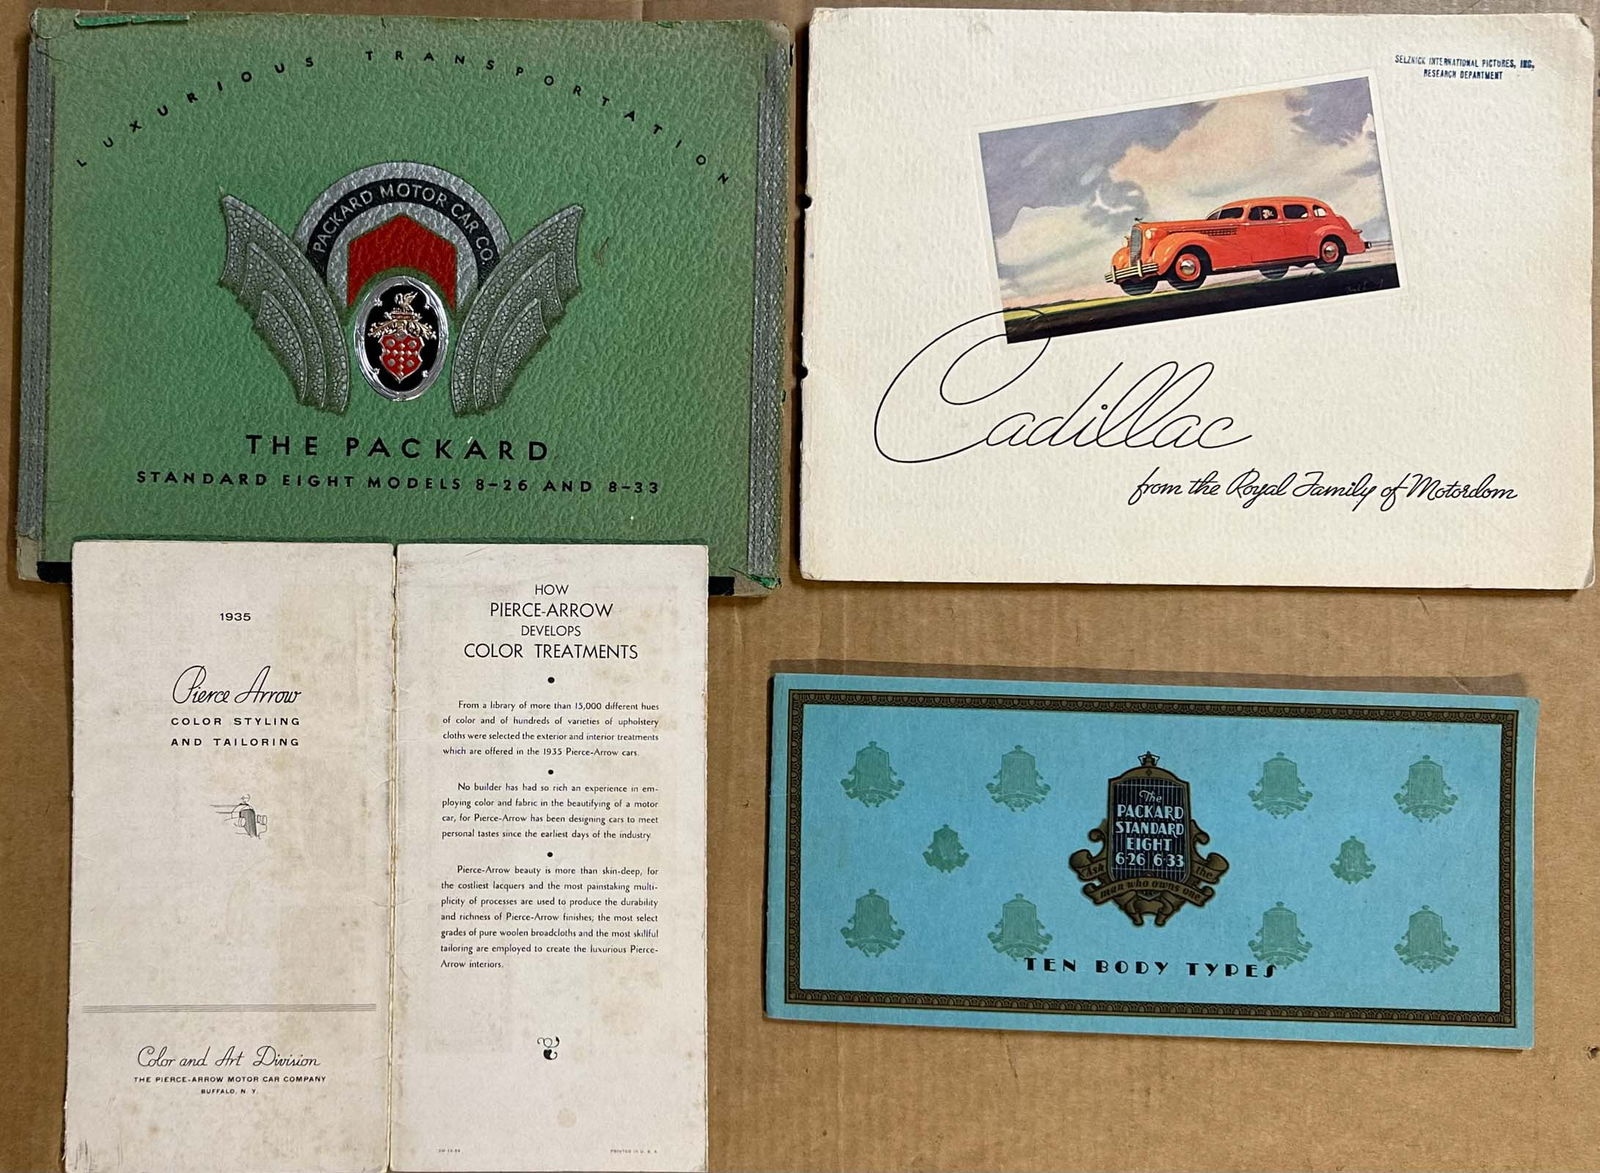 LUXURIOUS TRANSPORTATION
PACKARD MOTOR CAR CO.
THE PACKARD
STANDARD EIGHT MODELS 8-26 AND 8-33
SELZNICK INTERNATIONAL PICTURES, INC.
RESEARCH DEPARTMENT
Cadillac
from the Royal Family of Motordom
1935
Pierce Arrow
COLOR STYLING
AND TAILORING
Color and Art Division
THE PIERCE-ARROW MOTOR CAR COMPANY
BUFFALO, N. Y.
HOW
PIERCE-ARROW
DEVELOPS
COLOR TREATMENTS
From a library of more than 15,000 different hues
of color and of hundreds of varieties of upholstery
cloths were selected the exterior and interior treatments
which are offered in the 1935 Pierce-Arrow cars.
No builder has had so rich an experience in em-
ploying color and fabric in the beautifying of a motor
car, for Pierce-Arrow has been designing cars to meet
personal tastes since the earliest days of the industry.
Pierce-Arrow beauty is more than skin-deep, for
the costliest lacquers and the most painstaking multi-
plicity of processes are used to produce the durability
and richness of Pierce-Arrow finishes; the most select
grades of pure woolen broadcloths and the most skillful
tailoring are employed to create the luxurious Pierce-
Arrow interiors.
PRINTED IN U. S. A.
The
PACKARD
STANDARD
EIGHT
6-26 6-33
Ask the
man who owns one
TEN BODY TYPES